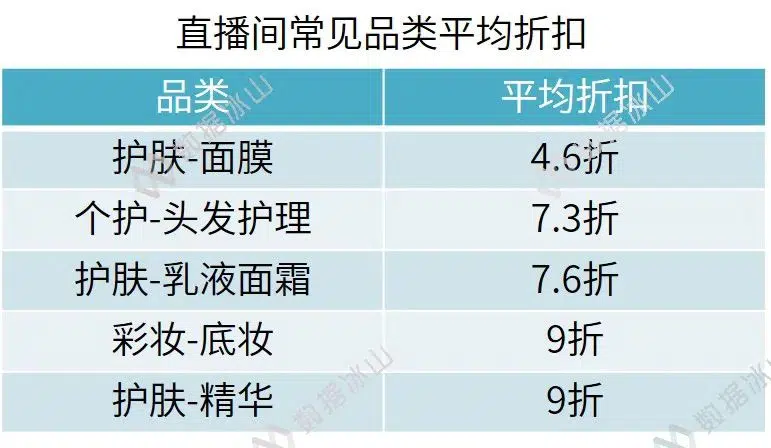 直播间常见品类平均折扣
品类 平均折扣
护肤-面膜 4.6折
个护-头发护理 7.3折
护肤-乳液面霜 7.6折
彩妆-底妆 9折
护肤-精华 9折
数据冰山
数据冰山
数据冰山
数据冰山